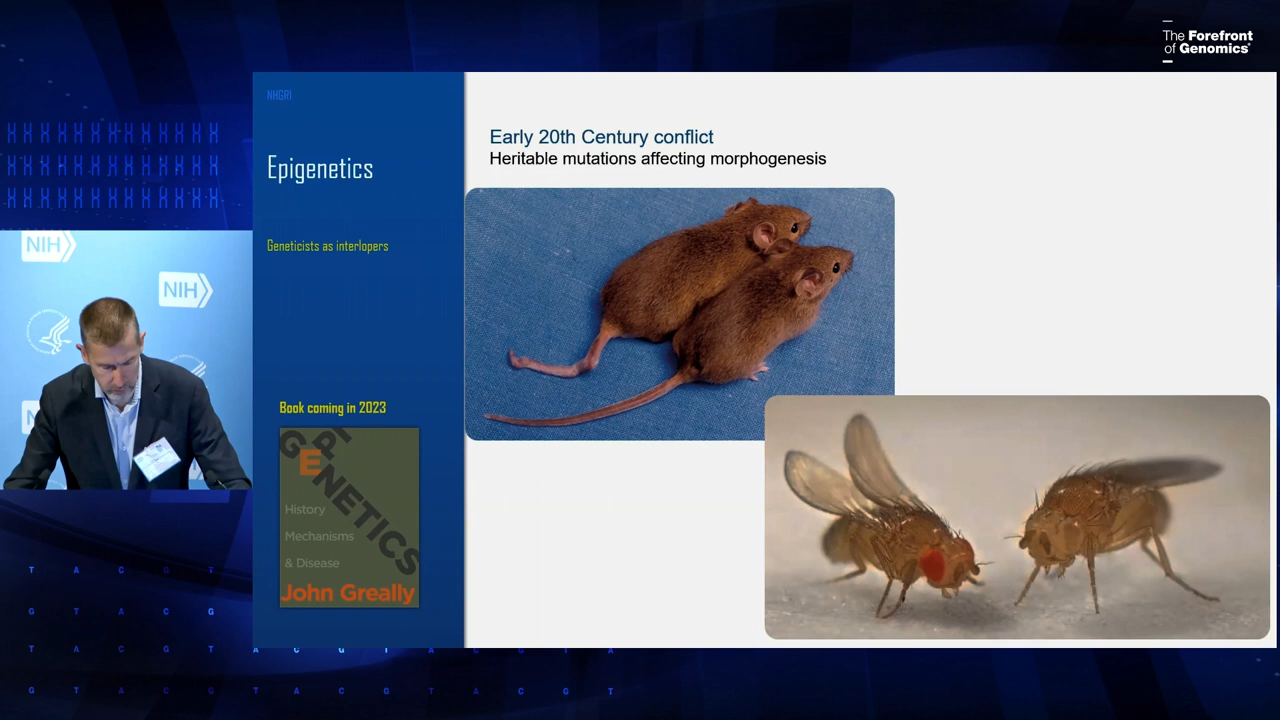 The Forefront
of Genomics®
NHGRI
Epigenetics
Geneticists as interlopers
Early 20th Century conflict
Heritable mutations affecting morphogenesis
Book coming in 2023
EPIGENETICS
History
Mechanisms
& Disease
John Greally
NIH
NIH
T A C G T
G T A C G
T A C G T A C G T A C G T A
G T A C G T A C G T A C G T